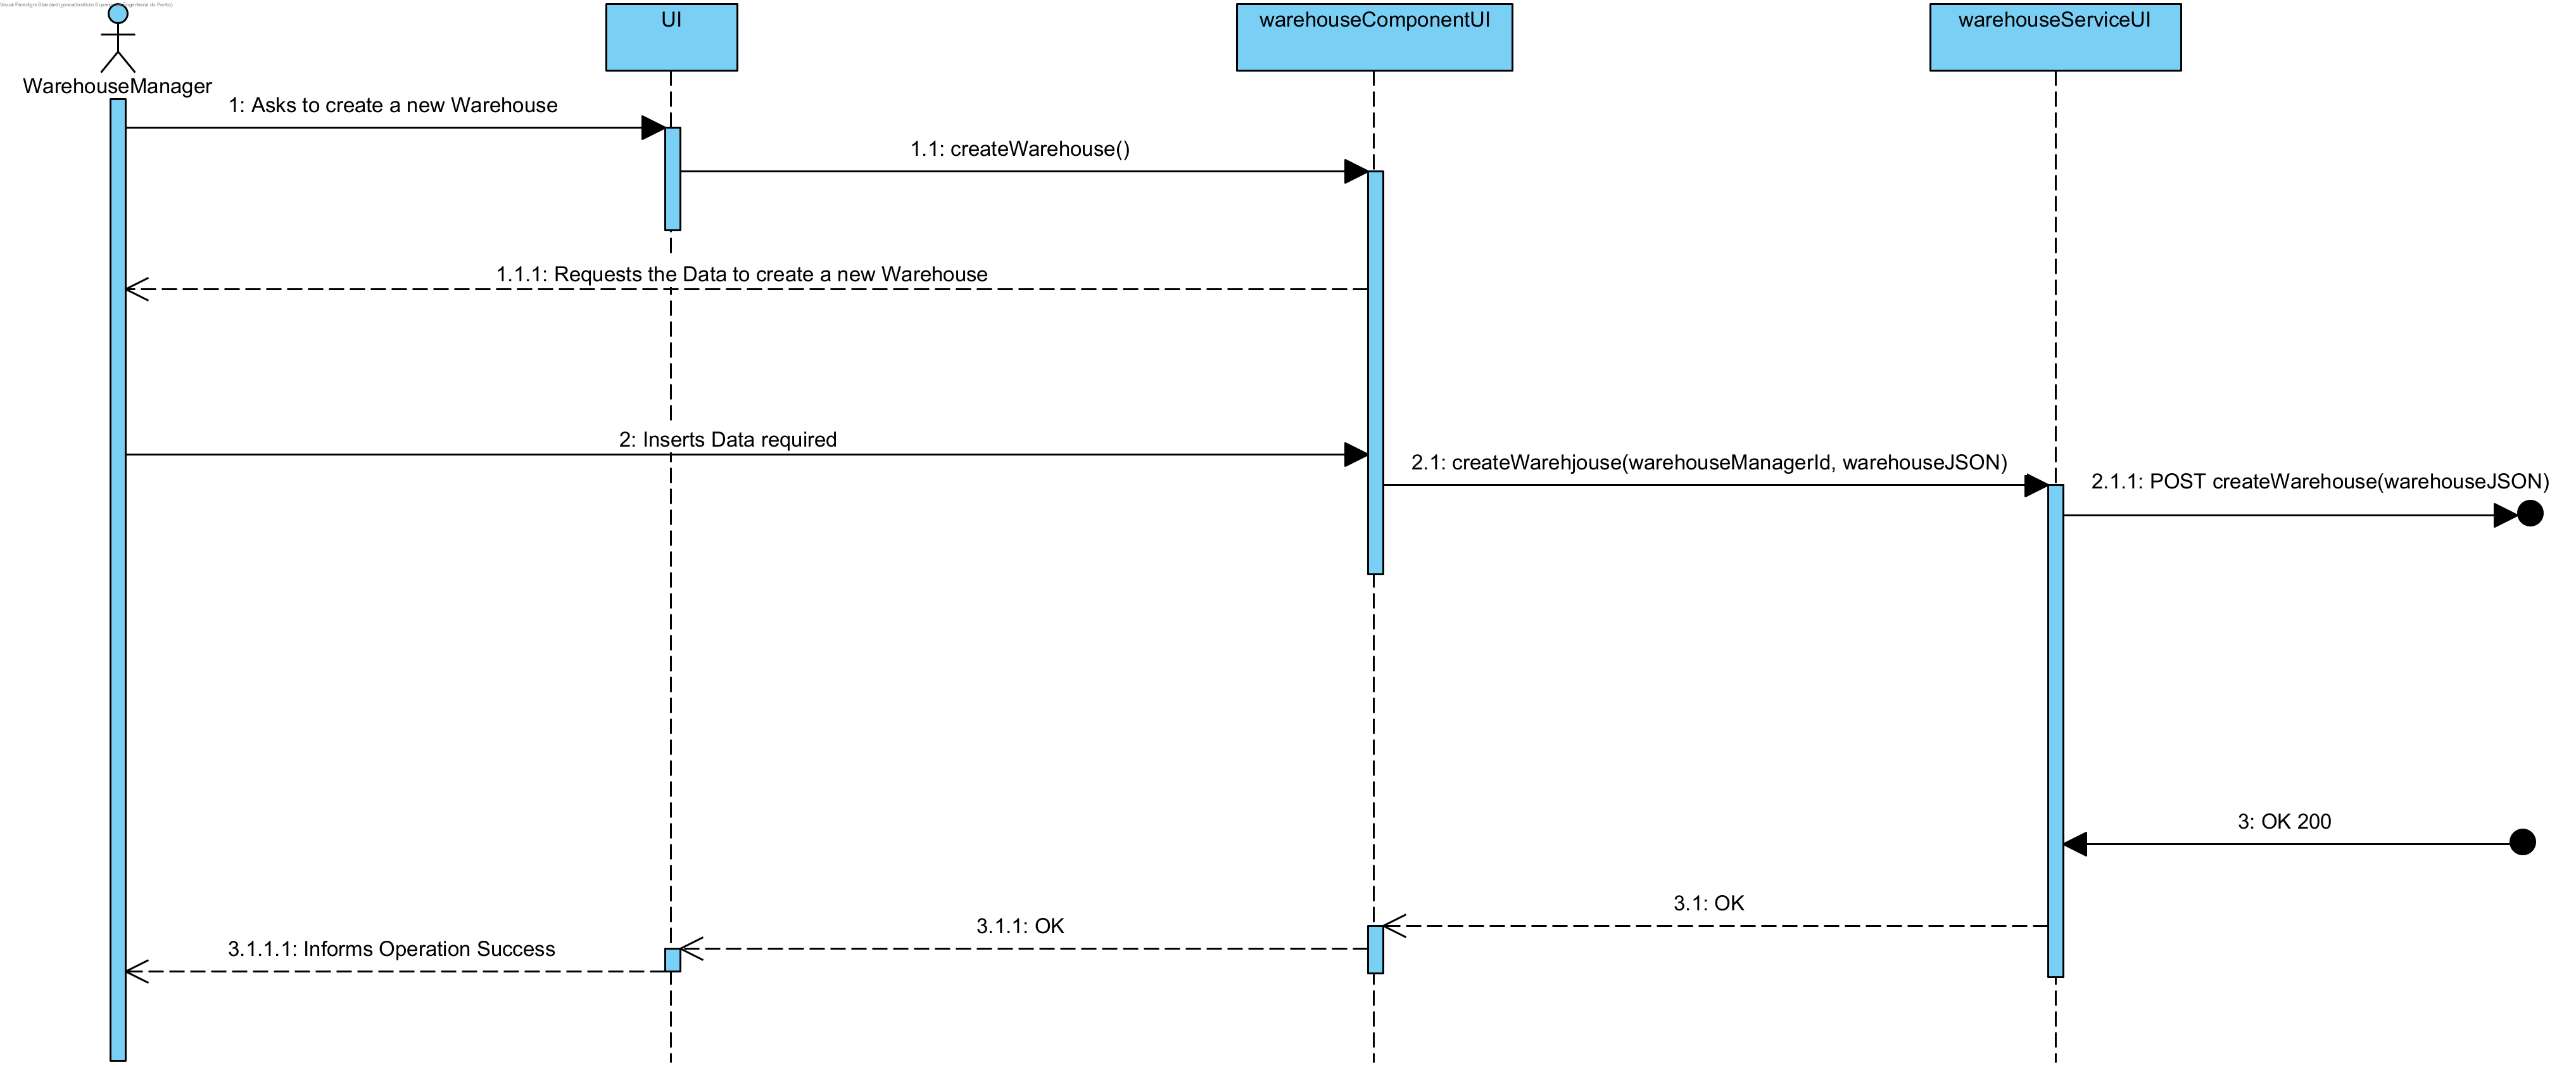 Visual Paradigm Standard(gonca(Instituto Superior de Engenharia do Porto))
UI
warehouseComponentUI
warehouseServiceUI
WarehouseManager
1: Asks to create a new Warehouse
1.1: createWarehouse()
1.1.1: Requests the Data to create a new Warehouse
2: Inserts Data required
2.1: createWarehjouse(warehouseManagerId, warehouseJSON)
2.1.1: POST createWarehouse(warehouseJSON)
3: OK 200
3.1: OK
3.1.1: OK
3.1.1.1: Informs Operation Success